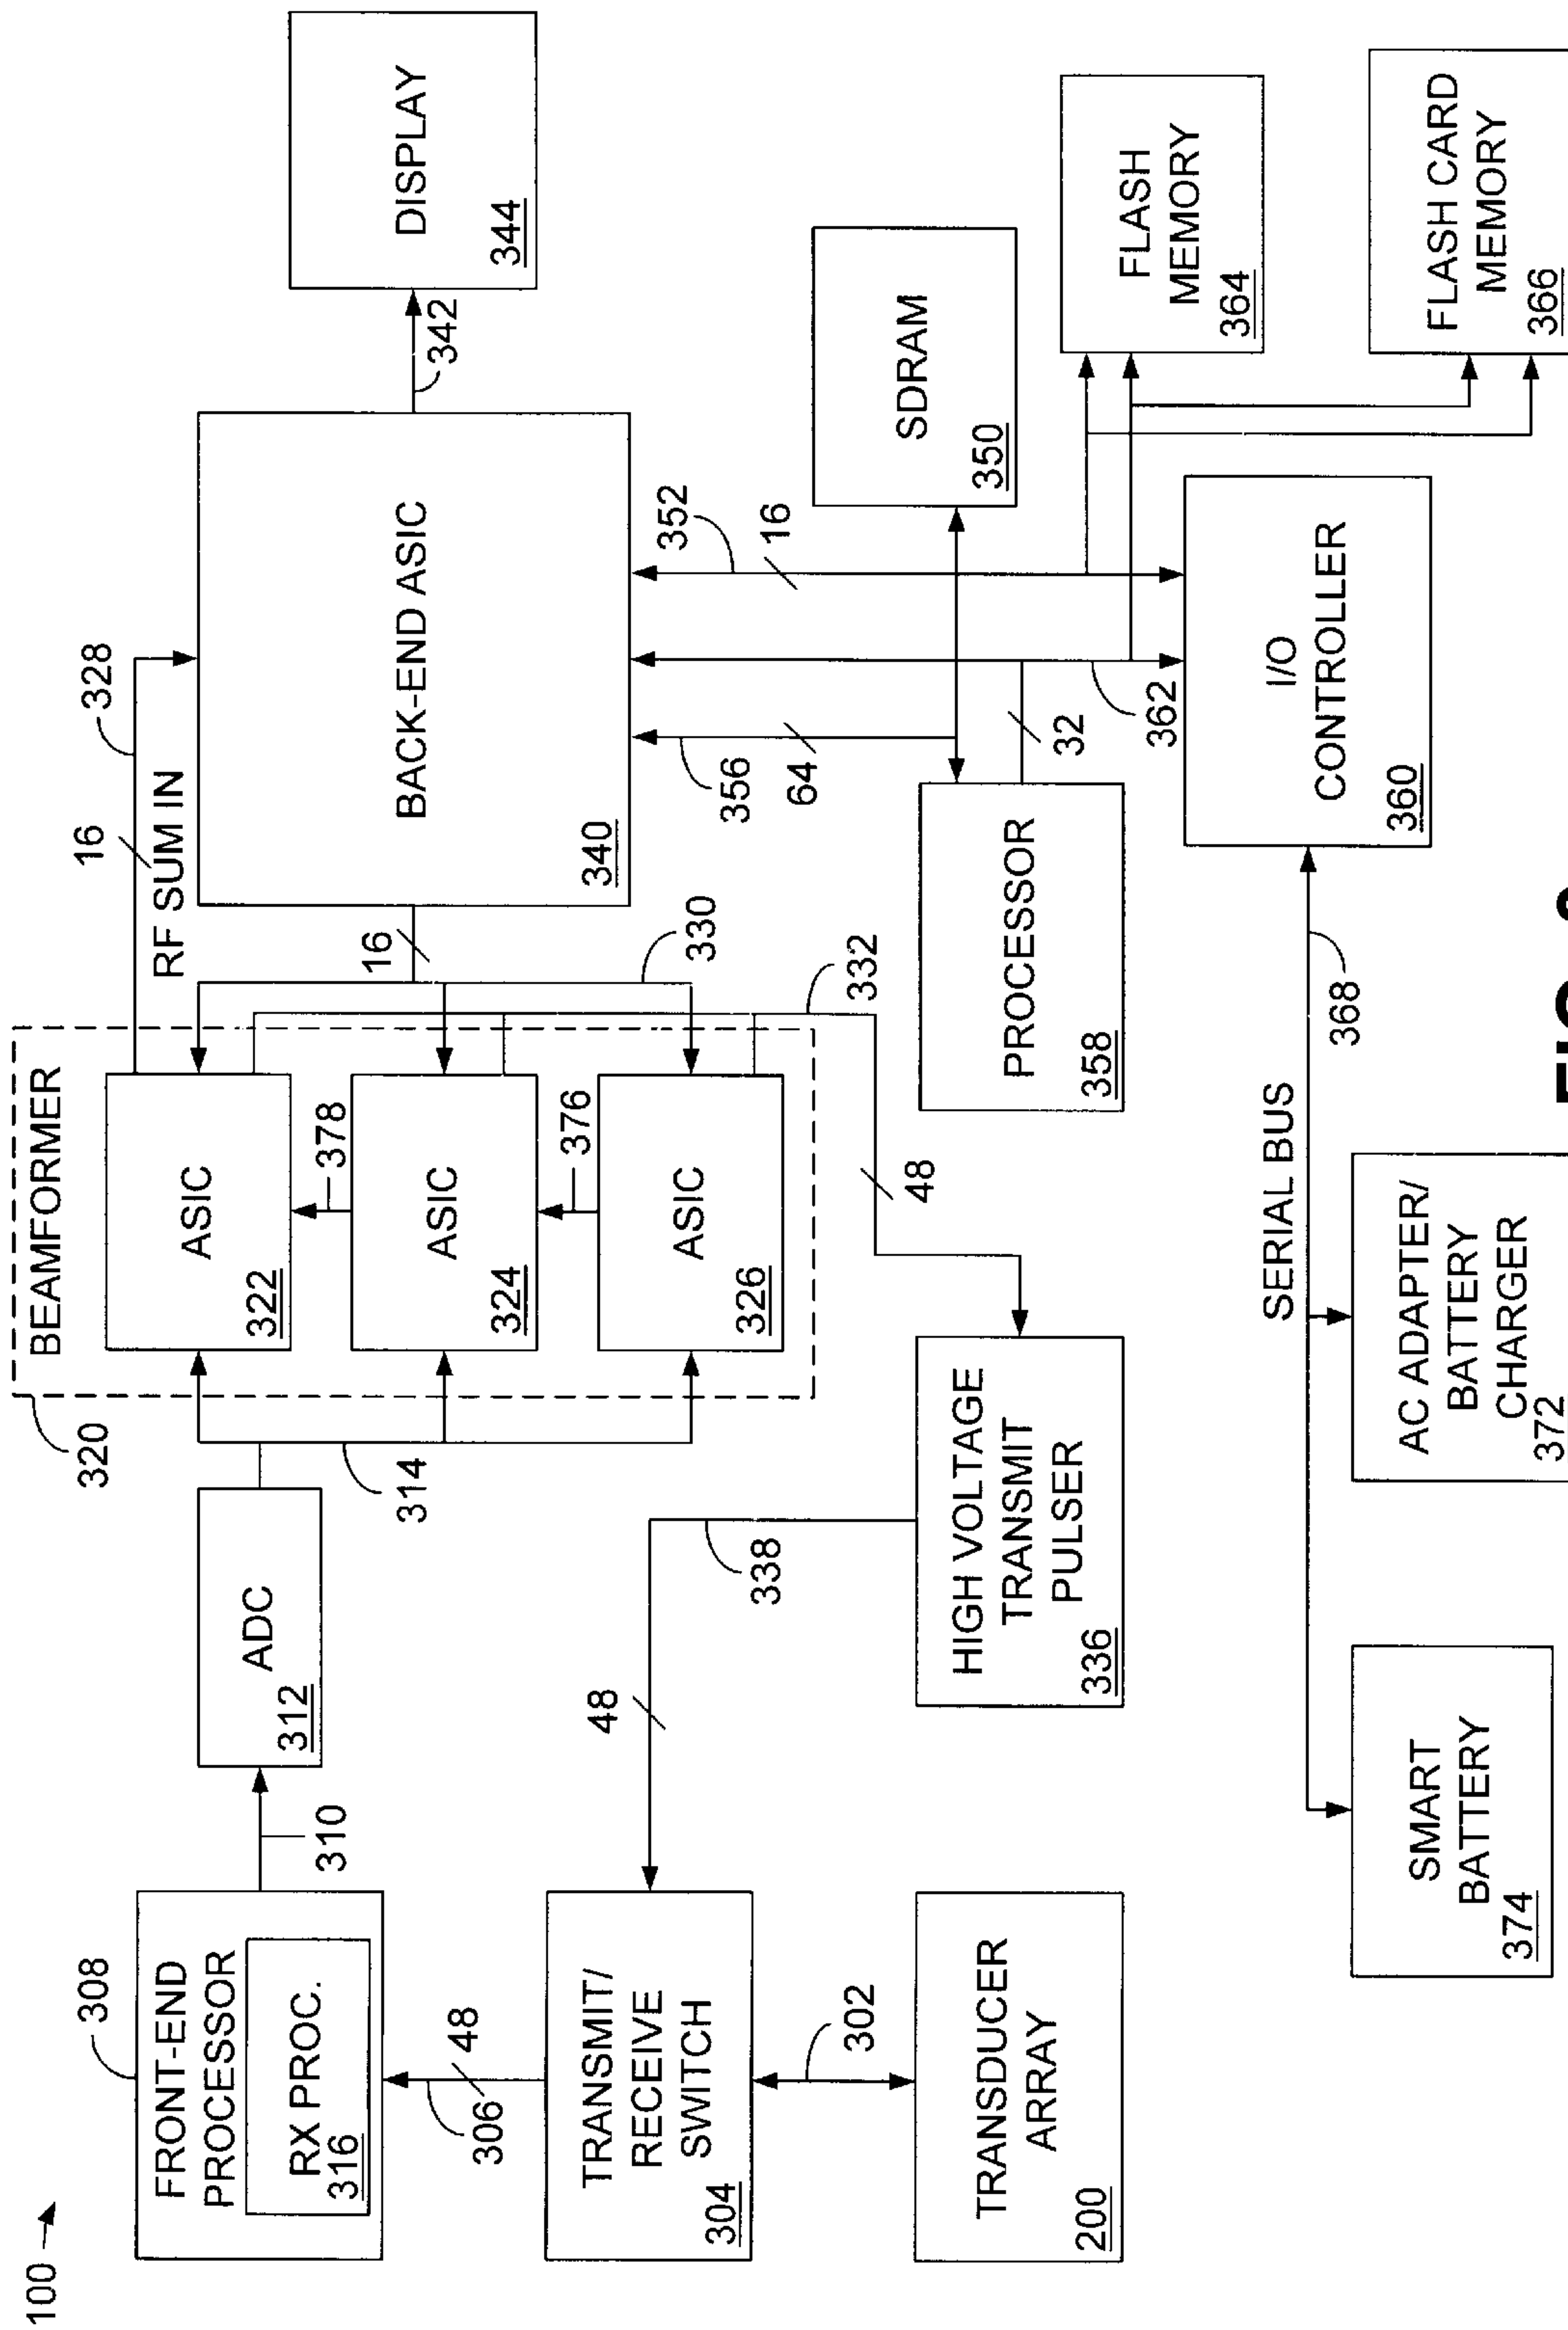 100
308
FRONT-END
PROCESSOR
RX PROC.
316
310
ADC
312
314
320
BEAMFORMER
ASIC
322
378
ASIC
324
376
ASIC
326
16
RF SUM IN
328
16
330
332
48
BACK-END ASIC
340
342
DISPLAY
344
306
48
TRANSMIT/
RECEIVE
SWITCH
304
302
TRANSDUCER
ARRAY
200
48
338
HIGH VOLTAGE
TRANSMIT
PULSER
336
356
64
352
16
SDRAM
350
PROCESSOR
358
32
362
I/O
CONTROLLER
360
FLASH
MEMORY
364
FLASH CARD
MEMORY
366
SERIAL BUS
368
SMART
BATTERY
374
AC ADAPTER/
BATTERY
CHARGER
372